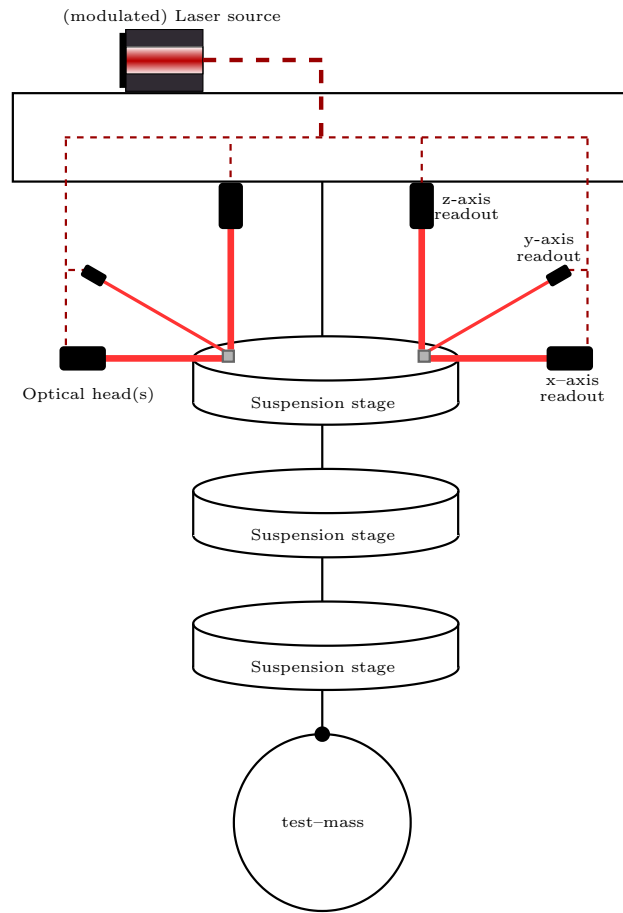 (modulated) Laser source
z-axis
readout
y-axis
readout
Optical head(s)
x–axis
readout
Suspension stage
Suspension stage
Suspension stage
test–mass